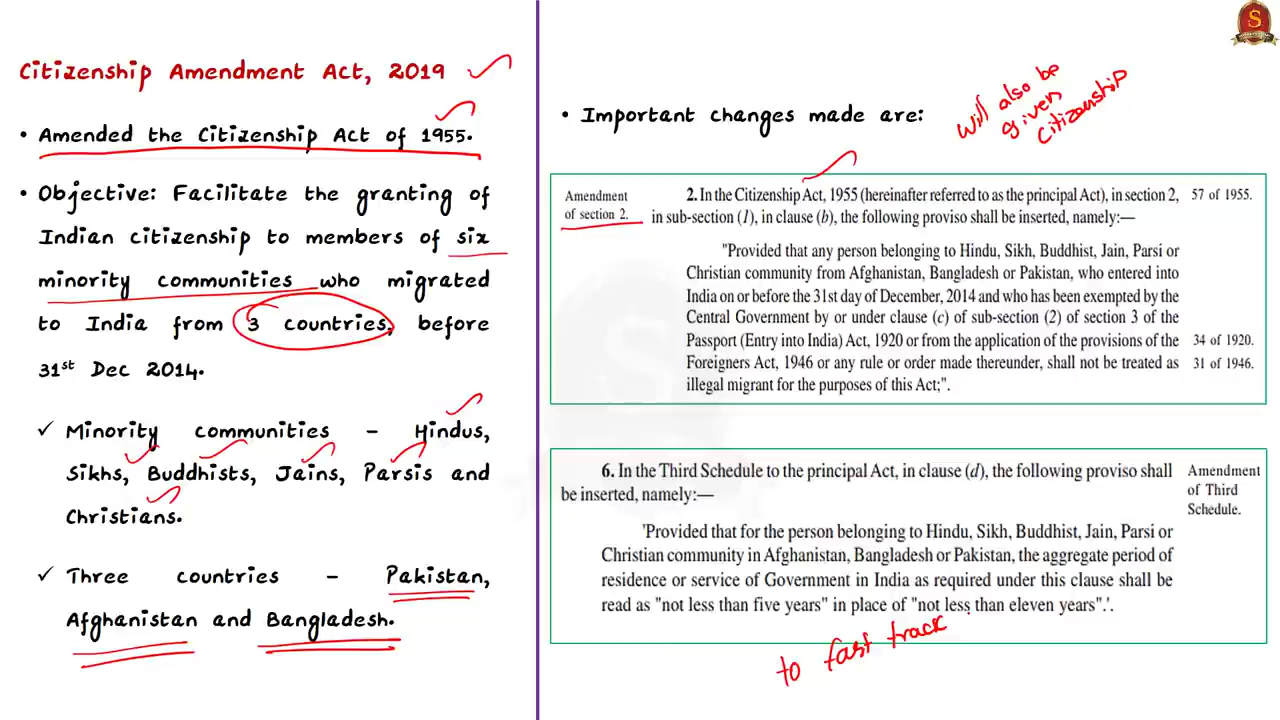 Citizenship Amendment Act, 2019
• Amended the Citizenship Act of 1955.
• Objective: Facilitate the granting of
Indian citizenship to members of six
minority communities who migrated
to India from 3 countries, before
31st Dec 2014.
✓ Minority communities - Hindus,
Sikhs, Buddhists, Jains, Parsis and
Christians.
✓ Three countries - Pakistan,
Afghanistan and Bangladesh.
S
• Important changes made are:
will also be
given
citizenship
Amendment
of section 2.
2. In the Citizenship Act, 1955 (hereinafter referred to as the principal Act), in section 2,
in sub-section (1), in clause (b), the following proviso shall be inserted, namely:—
57 of 1955.
"Provided that any person belonging to Hindu, Sikh, Buddhist, Jain, Parsi or
Christian community from Afghanistan, Bangladesh or Pakistan, who entered into
India on or before the 31st day of December, 2014 and who has been exempted by the
Central Government by or under clause (c) of sub-section (2) of section 3 of the
Passport (Entry into India) Act, 1920 or from the application of the provisions of the
34 of 1920.
Foreigners Act, 1946 or any rule or order made thereunder, shall not be treated as
31 of 1946.
illegal migrant for the purposes of this Act;".
6. In the Third Schedule to the principal Act, in clause (d), the following proviso shall
be inserted, namely:—
Amendment
of Third
Schedule.
'Provided that for the person belonging to Hindu, Sikh, Buddhist, Jain, Parsi or
Christian community in Afghanistan, Bangladesh or Pakistan, the aggregate period of
residence or service of Government in India as required under this clause shall be
read as "not less than five years" in place of "not less than eleven years".'.
to fast track